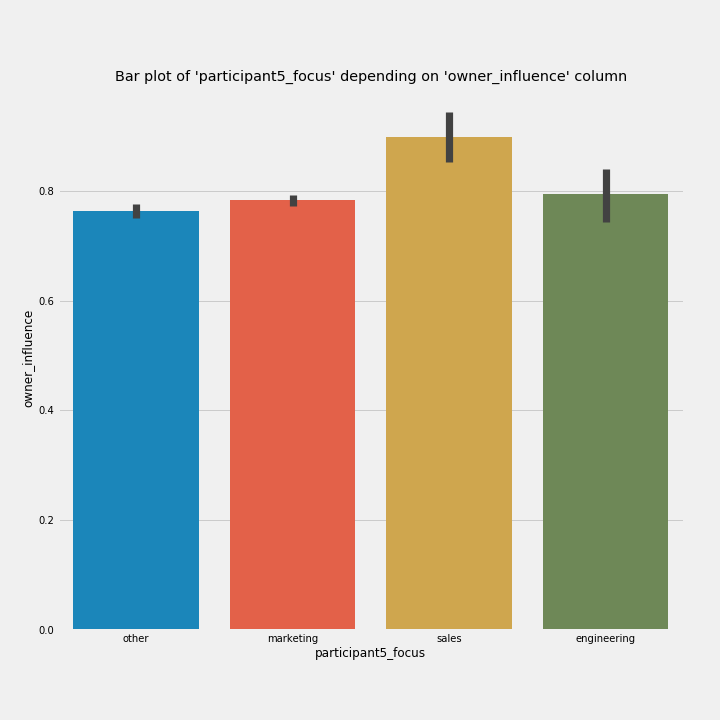 Bar plot of 'participant5_focus' depending on 'owner_influence' column
owner_influence
0.8
0.6
0.4
0.2
0.0
other marketing sales engineering
participant5_focus